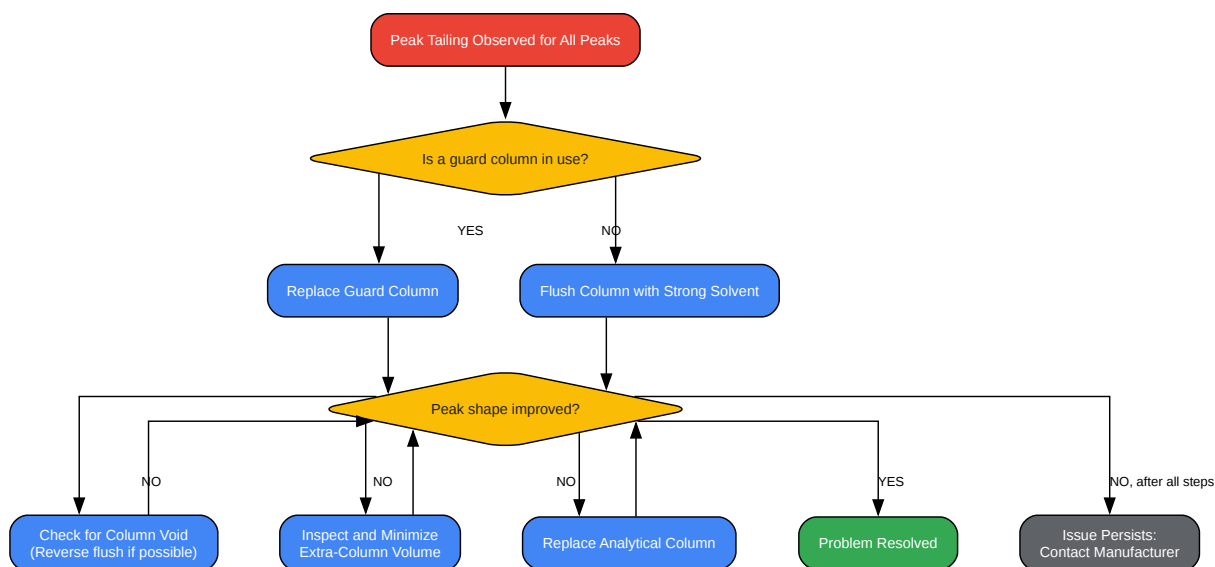 Peak Tailing Observed for All Peaks
Is a guard column in use?
YES
NO
Replace Guard Column
Flush Column with Strong Solvent
Peak shape improved?
NO
NO
NO
YES
NO, after all steps
Check for Column Void
(Reverse flush if possible)
Inspect and Minimize
Extra-Column Volume
Replace Analytical Column
Problem Resolved
Issue Persists:
Contact Manufacturer